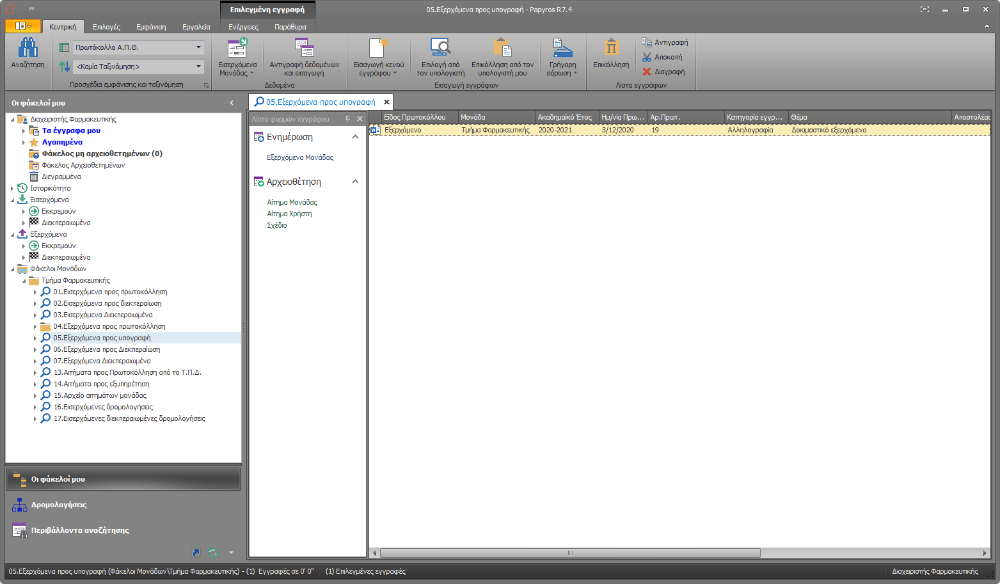 Επιλεγμένη εγγραφή
05.Εξερχόμενα προς υπογραφή - Papyros R7.4
Κεντρική
Επιλογές
Εμφάνιση
Εργαλεία
Ενέργειες
Παράθυρα
Αναζήτηση
Πρωτόκολλο Α.Π.Θ.
<Καμία Ταξινόμηση>
Προσχέδια εμφάνισης και ταξινόμηση
Εισερχόμενα
Μονάδας
Αντιγραφή δεδομένων
και εισαγωγή
Δεδομένα
Εισαγωγή κενού
εγγράφου
Επιλογή από
τον υπολογιστή
Επικόλληση από τον
υπολογιστή μου
Εισαγωγή εγγράφων
Γρήγορη
σάρωση
Επικόλληση
Αντιγραφή
Αποκοπή
Διαγραφή
Λίστα εγγράφων
Οι φάκελοί μου
Διαχειριστής Φαρμακευτικής
Τα έγγραφα μου
Αγαπημένα
Φάκελος μη αρχειοθετημένων (0)
Φάκελος Αρχειοθετημένων
Διεγραμμένα
Ιστορικότητα
Εισερχόμενα
Εκκρεμούν
Διεκπεραιωμένα
Εξερχόμενα
Εκκρεμούν
Διεκπεραιωμένα
Φάκελοι Μονάδων
Τμήμα Φαρμακευτικής
01.Εισερχόμενα προς πρωτοκόλληση
02.Εισερχόμενα προς διεκπεραίωση
03.Εισερχόμενα Διεκπεραιωμένα
04.Εξερχόμενα προς πρωτοκόλληση
05.Εξερχόμενα προς υπογραφή
06.Εξερχόμενα προς Διεκπεραίωση
07.Εξερχόμενα Διεκπεραιωμένα
13.Αιτήματα προς Πρωτοκόλληση από το Τ.Π.Δ.
14.Αιτήματα προς εξυπηρέτηση
15.Αρχείο αιτημάτων μονάδας
16.Εισερχόμενες δρομολογήσεις
17.Εισερχόμενες διεκπεραιωμένες δρομολογήσεις
Οι φάκελοί μου
Δρομολογήσεις
Περιβάλλοντα αναζήτησης
05.Εξερχόμενα προς υπογραφή
Λίστα φορμών εγγράφου
Ενημέρωση
Εξερχόμενα Μονάδας
Αρχειοθέτηση
Αίτημα Μονάδας
Αίτημα Χρήστη
Σχέδιο
Είδος Πρωτοκόλλου Μονάδα Ακαδημαϊκό Έτος Ημ/νία Πρω... Αρ.Πρωτ. Κατηγορία εγγρ... Θέμα Αποστολέας
Εξερχόμενο Τμήμα Φαρμακευτικής 2020-2021 3/12/2020 19 Αλληλογραφία Δοκιμαστικό εξερχόμενο
05.Εξερχόμενα προς υπογραφή (Φάκελοι Μονάδων\Τμήμα Φαρμακευτικής) - (1) Εγγραφές σε 0' 0" (1) Επιλεγμένες εγγραφές Διαχειριστής Φαρμακευτικής